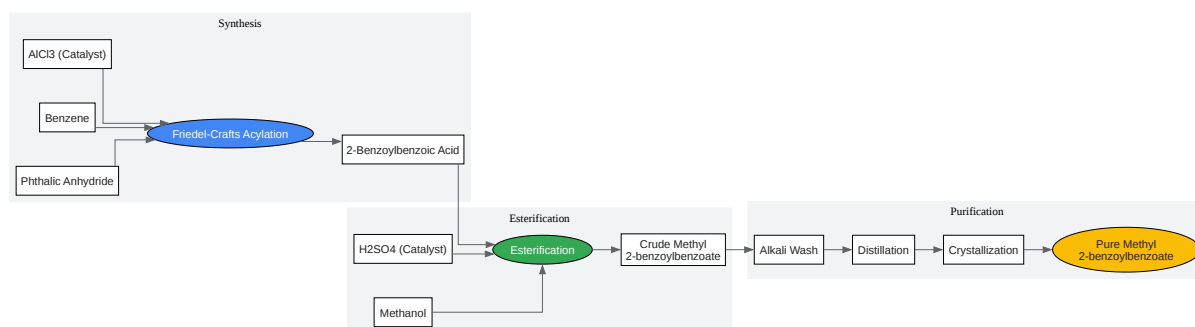 Synthesis
AlCl3 (Catalyst)
Benzene
Friedel-Crafts Acylation
2-Benzoylbenzoic Acid
Phthalic Anhydride
Esterification
H2SO4 (Catalyst)
Esterification
Crude Methyl
2-benzoylbenzoate
Methanol
Purification
Alkali Wash
Distillation
Crystallization
Pure Methyl
2-benzoylbenzoate